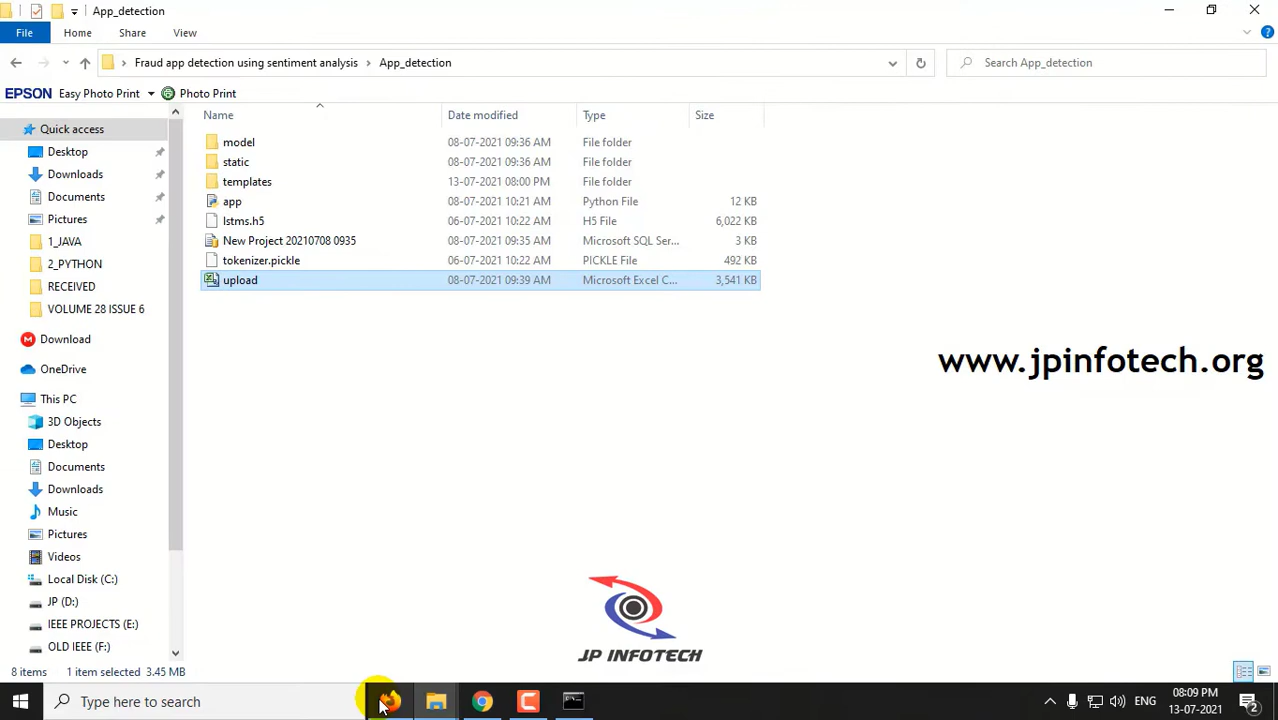 App_detection
File Home Share View
Fraud app detection using sentiment analysis App_detection Search App_detection
EPSON Easy Photo Print Photo Print
Name Date modified Type Size
Quick access
Desktop
Downloads
Documents
Pictures
1_JAVA
2_PYTHON
RECEIVED
VOLUME 28 ISSUE 6
Download
OneDrive
This PC
3D Objects
Desktop
Documents
Downloads
Music
Pictures
Videos
Local Disk (C:)
JP (D:)
IEEE PROJECTS (E:)
OLD IEEE (F:)
model 08-07-2021 09:36 AM File folder
static 08-07-2021 09:36 AM File folder
templates 13-07-2021 08:00 PM File folder
app 08-07-2021 10:21 AM Python File 12 KB
lstms.h5 06-07-2021 10:22 AM H5 File 6,022 KB
New Project 20210708 0935 08-07-2021 09:35 AM Microsoft SQL Ser... 3 KB
tokenizer.pickle 06-07-2021 10:22 AM PICKLE File 492 KB
upload 08-07-2021 09:39 AM Microsoft Excel C... 3,541 KB
www.jpinfotech.org
JP INFOTECH
8 items 1 item selected 3.45 MB
Type here to search
ENG
08:09 PM
13-07-2021
2